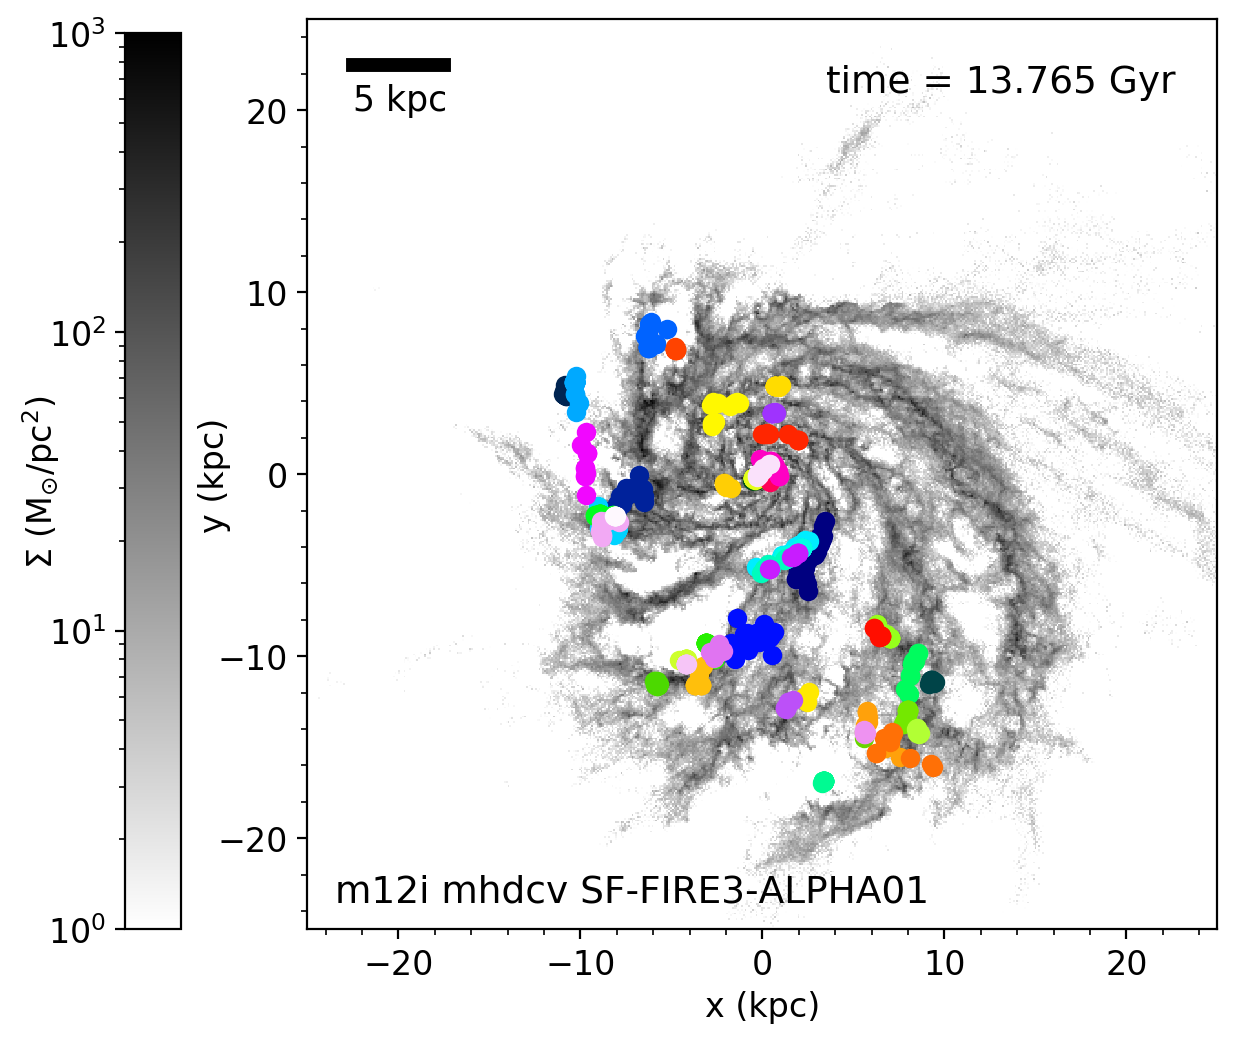 10³
10²
10¹
10⁰
Σ (M⊙/pc²)
20
10
0
−10
−20
y (kpc)
5 kpc
time = 13.765 Gyr
m12i mhdcv SF-FIRE3-ALPHA01
−20 −10 0 10 20
x (kpc)